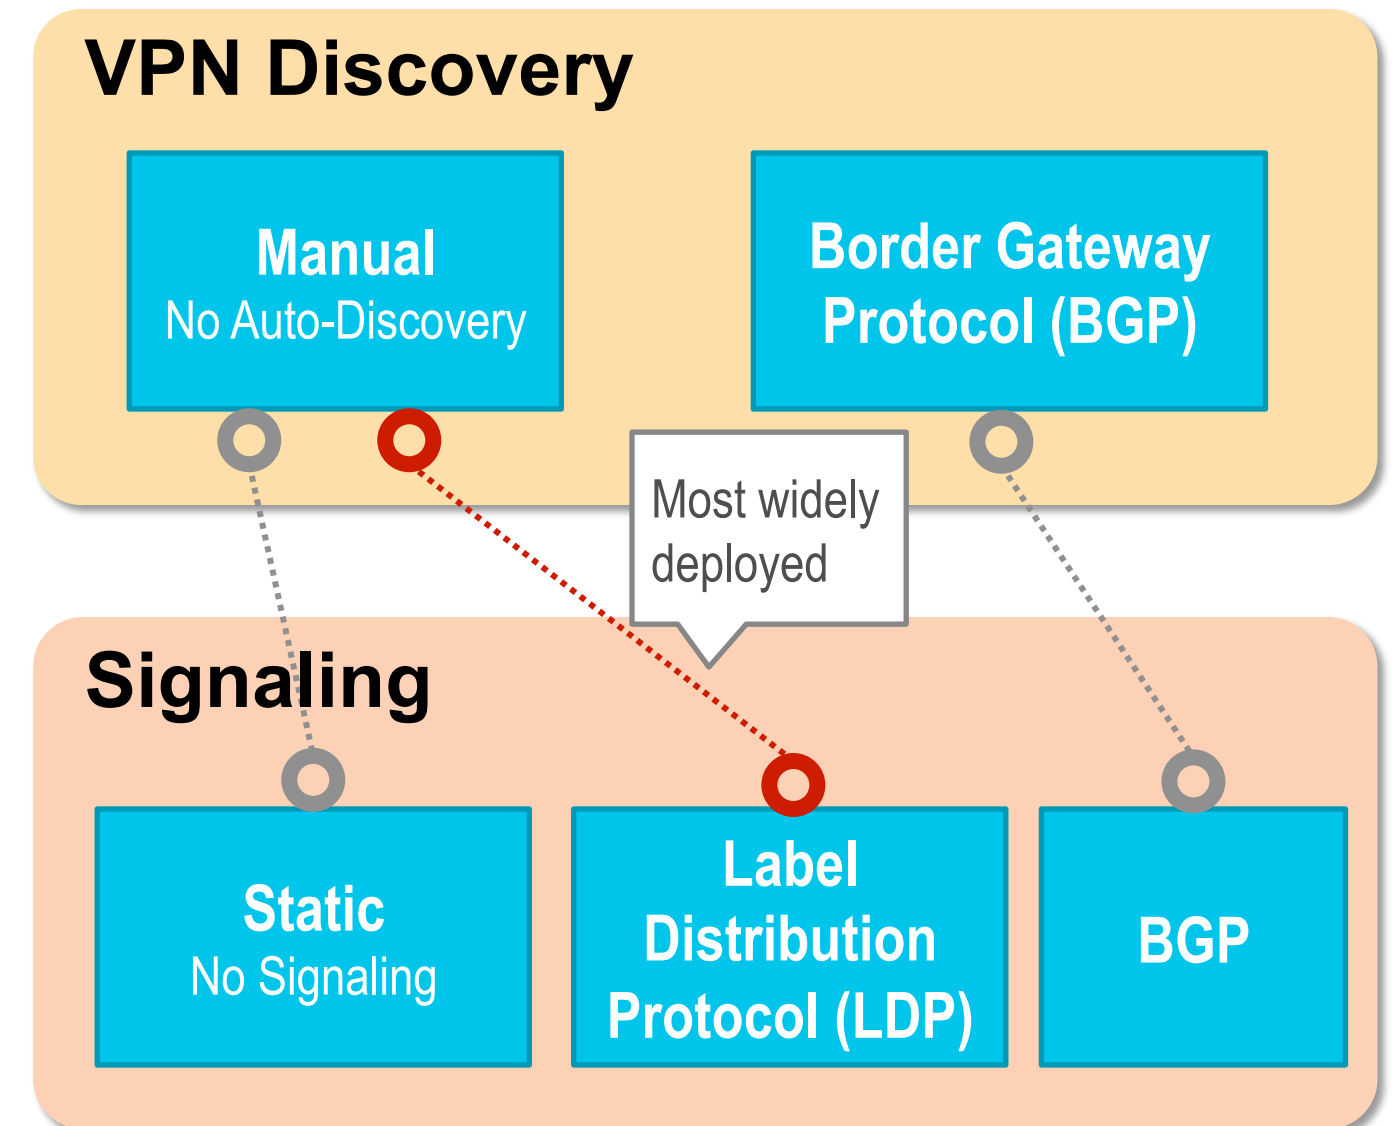 VPN Discovery
Manual
No Auto-Discovery
Border Gateway
Protocol (BGP)
Most widely
deployed
Signaling
Static
No Signaling
Label
Distribution
Protocol (LDP)
BGP